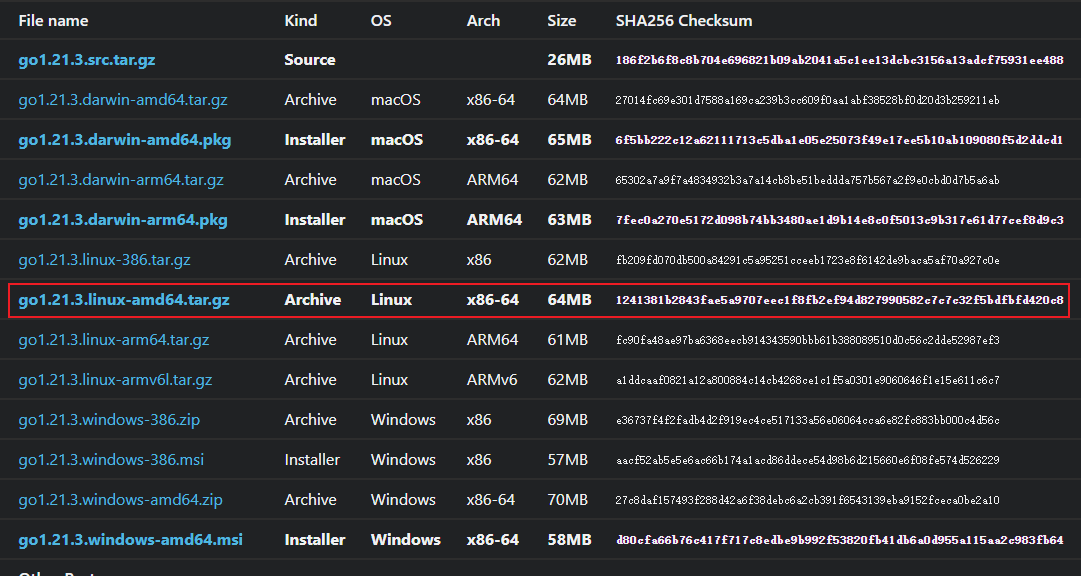 File name Kind OS Arch Size SHA256 Checksum
go1.21.3.src.tar.gz Source 26MB 186f2b6f8c8b704e696821b09ab2041a5c1ee13dcbc3156a13adcf75931ee488
go1.21.3.darwin-amd64.tar.gz Archive macOS x86-64 64MB 27014fc69e301d7588a169ca239b3cc609f0aa1abf38528bf0d20d3b259211eb
go1.21.3.darwin-amd64.pkg Installer macOS x86-64 65MB 6f5bb222c12a62111713c5dba1e05e25073f49e17ee5b10ab109080f5d2ddcd1
go1.21.3.darwin-arm64.tar.gz Archive macOS ARM64 62MB 65302a7a9f7a4834932b3a7a14cb8be51beddda757b567a2f9e0cbd0d7b5a6ab
go1.21.3.darwin-arm64.pkg Installer macOS ARM64 63MB 7fec0a270e5172d098b74bb3480ae1d9b14e8c0f5013c9b317e61d77cef8d9c3
go1.21.3.linux-386.tar.gz Archive Linux x86 62MB fb209fd070db500a84291c5a95251cceeb1723e8f6142de9baca5af70a927c0e
go1.21.3.linux-amd64.tar.gz Archive Linux x86-64 64MB 1241381b2843fae5a9707eec1f8fb2ef94d827990582c7c7c32f5bdfbfd420c8
go1.21.3.linux-arm64.tar.gz Archive Linux ARM64 61MB fc90fa48ae97ba6368eecb914343590bbb61b388089510d0c56c2dde52987ef3
go1.21.3.linux-armv6l.tar.gz Archive Linux ARMv6 62MB a1ddcaaf0821a12a800884c14cb4268ce1c1f5a0301e9060646f1e15e611c6c7
go1.21.3.windows-386.zip Archive Windows x86 69MB e36737f4f2fadb4d2f919ec4ce517133a56e06064cca6e82fc883bb000c4d56c
go1.21.3.windows-386.msi Installer Windows x86 57MB aacf52ab5e5e6ac66b174a1acd86ddece54d98b6d215660e6f08fe574d526229
go1.21.3.windows-amd64.zip Archive Windows x86-64 70MB 27c8daf157493f288d42a6f38debc6a2cb391f6543139eba9152fceca0be2a10
go1.21.3.windows-amd64.msi Installer Windows x86-64 58MB d80cfa66b76c417f717c8edbe9b992f53820fb41db6a0d955a115aa2c983fb64